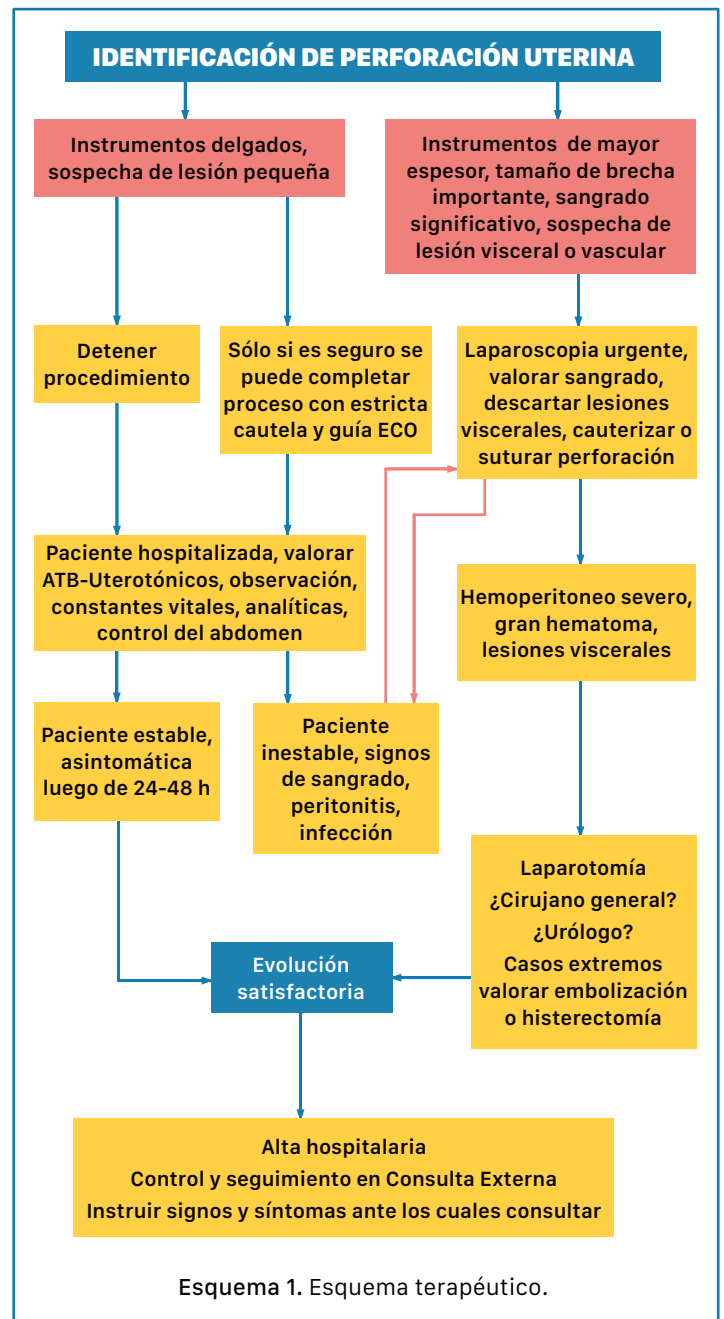 IDENTIFICACIÓN DE PERFORACIÓN UTERINA
Instrumentos delgados,
sospecha de lesión pequeña
Instrumentos de mayor
espesor, tamaño de brecha
importante, sangrado
significativo, sospecha de
lesión visceral o vascular
Detener
procedimiento
Sólo si es seguro se
puede completar
proceso con estricta
cautela y guía ECO
Laparoscopia urgente,
valorar sangrado,
descartar lesiones
viscerales, cauterizar o
suturar perforación
Paciente hospitalizada, valorar
ATB-Uterotónicos, observación,
constantes vitales, analíticas,
control del abdomen
Hemoperitoneo severo,
gran hematoma,
lesiones viscerales
Paciente estable,
asintomática
luego de 24-48 h
Paciente
inestable, signos
de sangrado,
peritonitis,
infección
Laparotomía
¿Cirujano general?
¿Urólogo?
Casos extremos
valorar embolización
o histerectomía
Evolución
satisfactoria
Alta hospitalaria
Control y seguimiento en Consulta Externa
Instruir signos y síntomas ante los cuales consultar
Esquema 1. Esquema terapéutico.